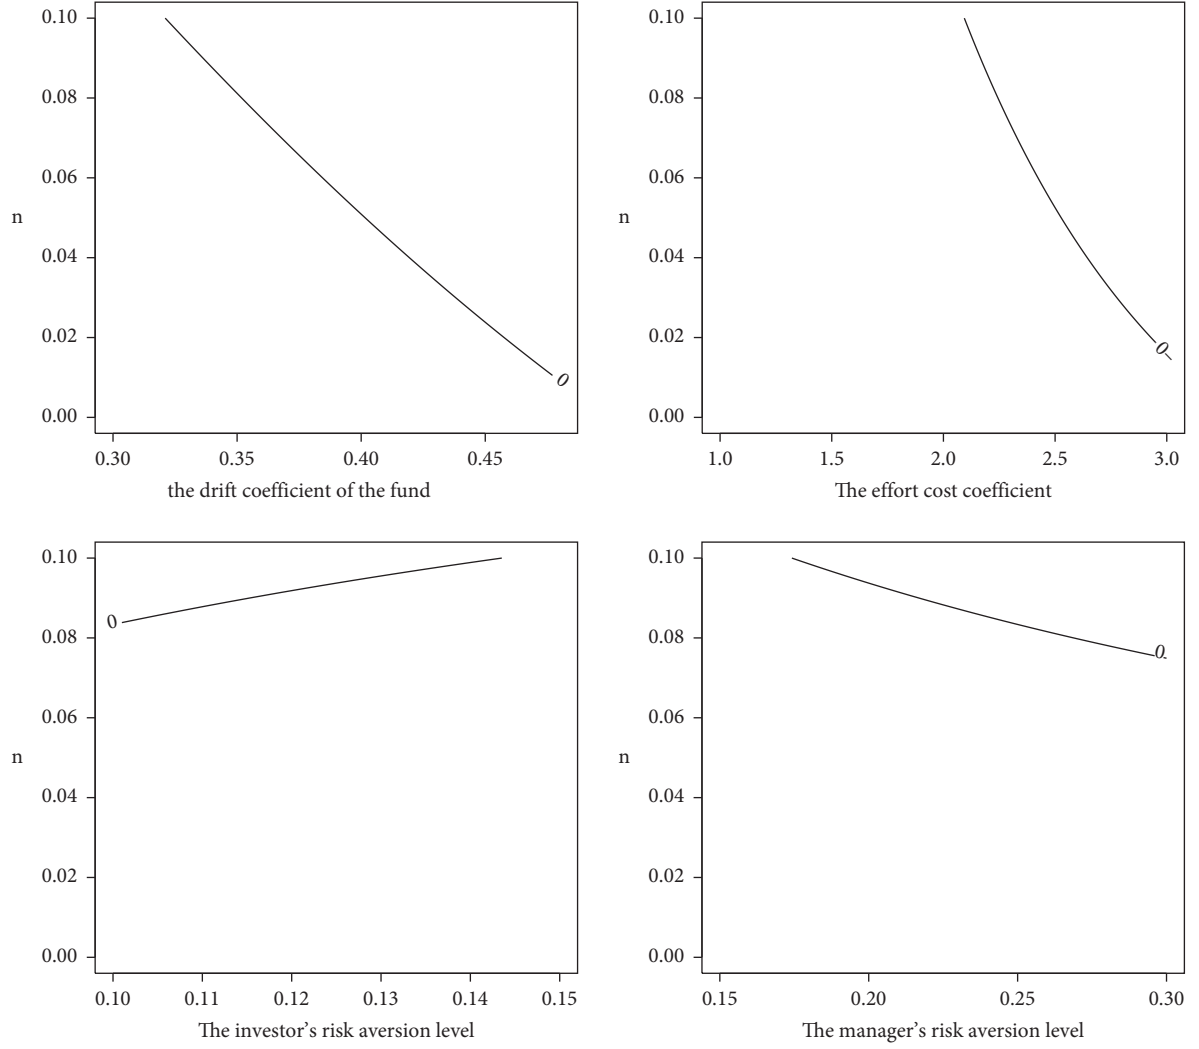 0.10
0.08
0.06
n
0.04
0.02
0.00
0
0.30 0.35 0.40 0.45
the drift coefficient of the fund
0.10
0.08
0.06
n
0.04
0.02
0.00
0
1.0 1.5 2.0 2.5 3.0
The effort cost coefficient
0.10
0.08
0.06
n
0.04
0.02
0.00
0
0.10 0.11 0.12 0.13 0.14 0.15
The investor's risk aversion level
0.10
0.08
0.06
n
0.04
0.02
0.00
0
0.15 0.20 0.25 0.30
The manager's risk aversion level